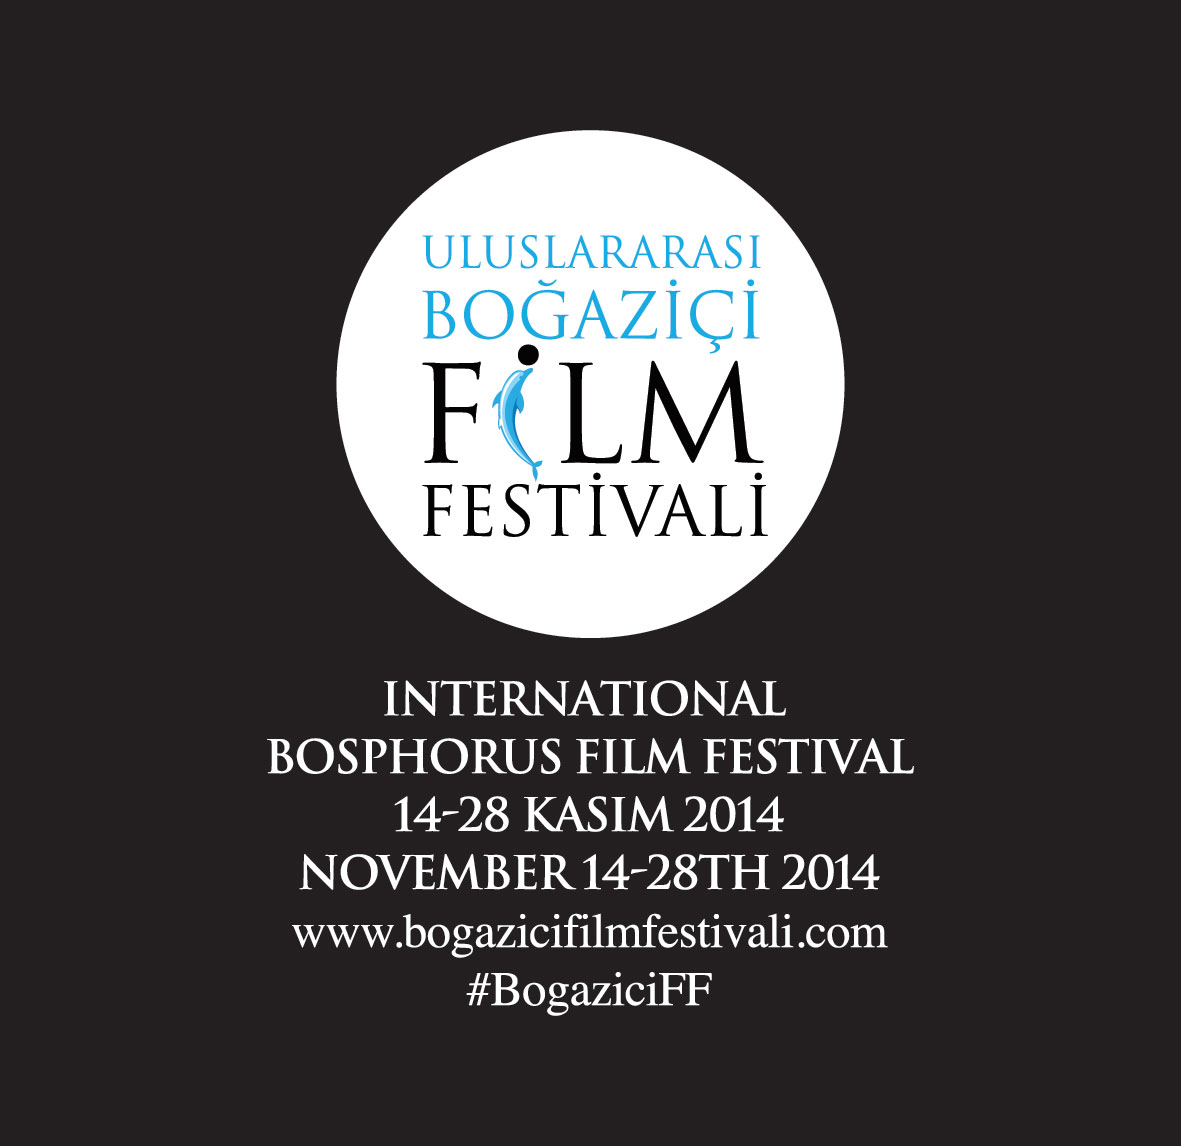 ULUSLARARASI
BOĞAZİÇİ
FİLM
FESTİVALİ
INTERNATIONAL
BOSPHORUS FILM FESTIVAL
14-28 KASIM 2014
NOVEMBER 14-28TH 2014
www.bogazicifilmfestivali.com
#BogaziciFF